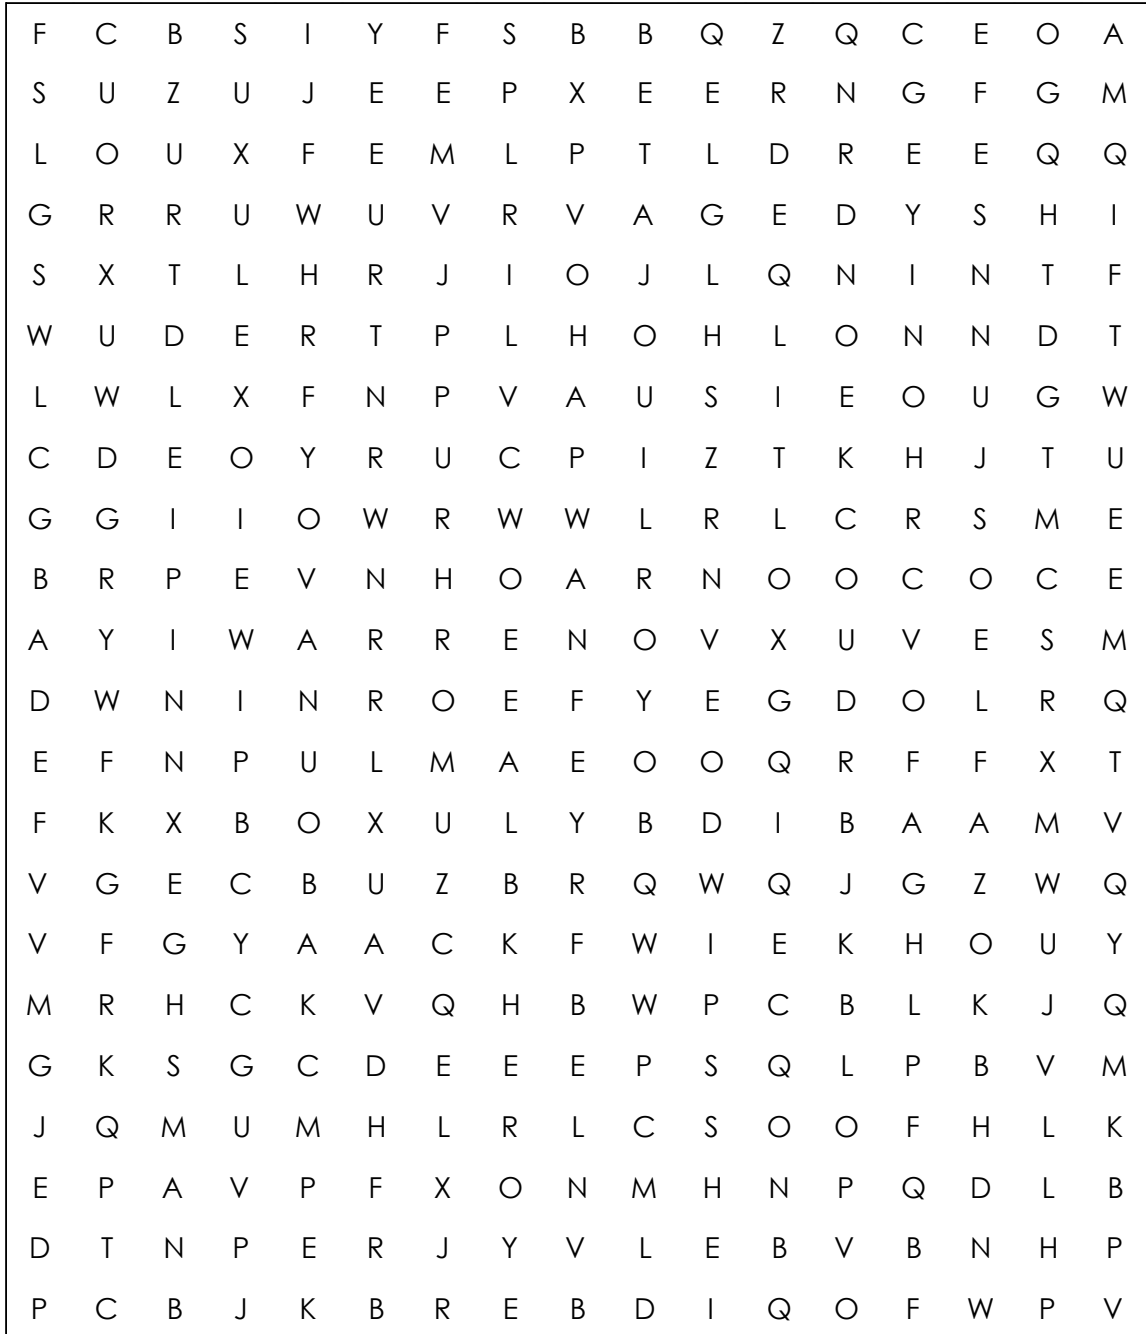 F C B S I Y F S B B Q Z Q C E O A
S U Z U J E E P X E E R N G F G M
L O U X F E M L P T L D R E E Q Q
G R R U W U V R V A G E D Y S H I
S X T L H R J I O J L Q N I N T F
W U D E R T P L H O H L O N N D T
L W L X F N P V A U S I E O U G W
C D E O Y R U C P I Z T K H J T U
G G I I O W R W W L R L C R S M E
B R P E V N H O A R N O O C O C E
A Y I W A R R E N O V X U V E S M
D W N I N R O E F Y E G D O L R Q
E F N P U L M A E O O Q R F F X T
F K X B O X U L Y B D I B A A M V
V G E C B U Z B R Q W Q J G Z W Q
V F G Y A A C K F W I E K H O U Y
M R H C K V Q H B W P C B L K J Q
G K S G C D E E E P S Q L P B V M
J Q M U M H L R L C S O O F H L K
E P A V P F X O N M H N P Q D L B
D T N P E R J Y V L E B V B N H P
P C B J K B R E B D I Q O F W P V